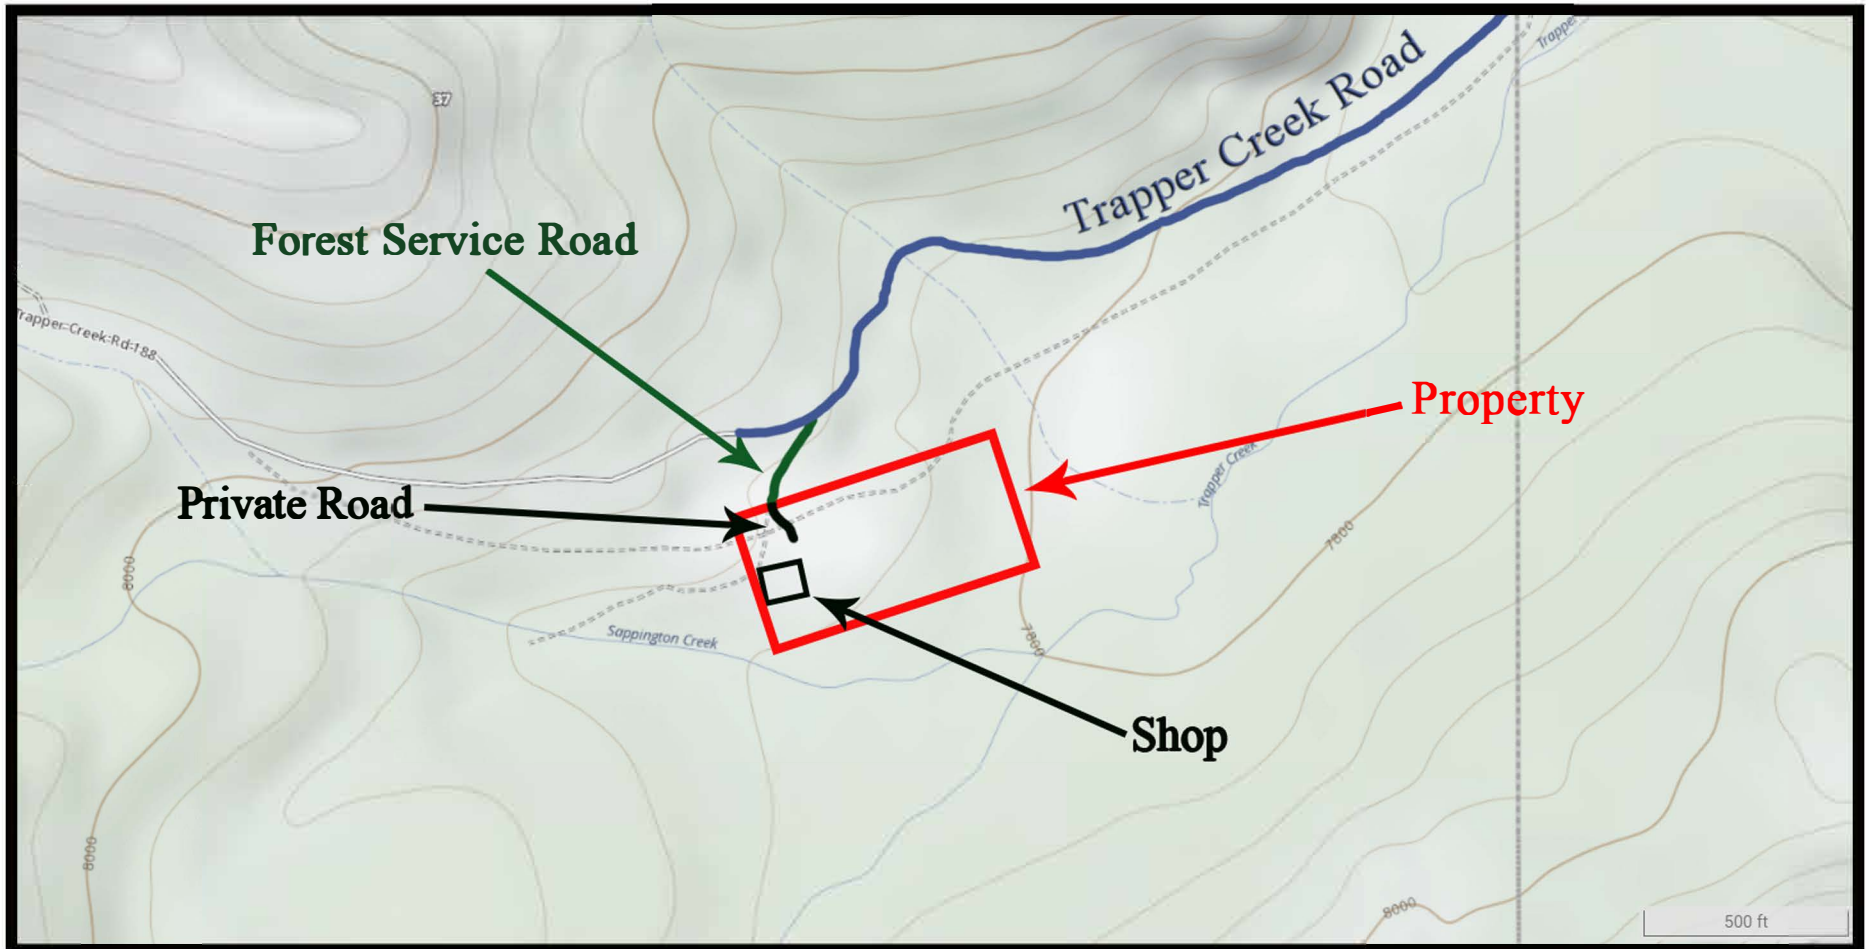 Trapper
37
Trapper Creek Road
Forest Service Road
Trapper-Creek-Rd-188
Property
Trapper Creek
Private Road
7800
8000
Sappington Creek
7800
Shop
8000
8000
500 ft